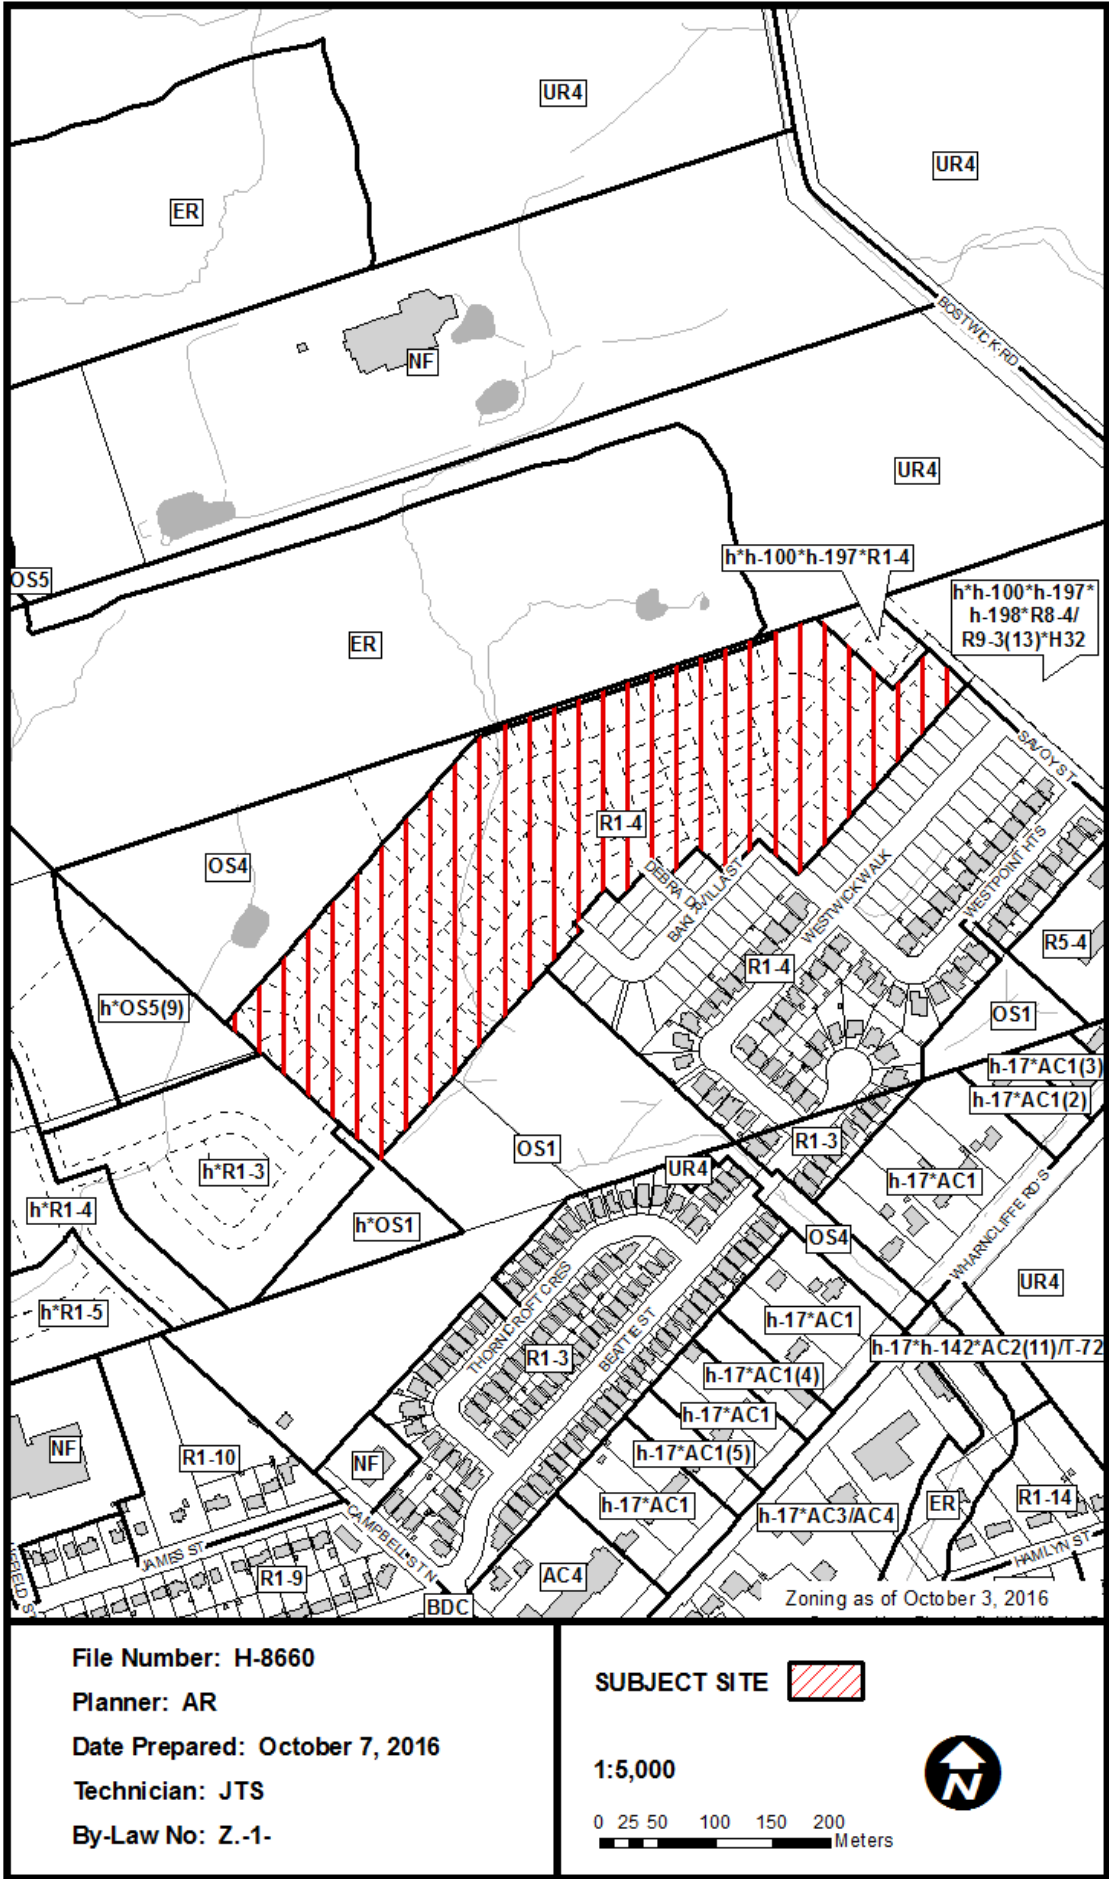 UR4
UR4
ER
BOSTWICK RD
NF
UR4
h*h-100*h-197*R1-4
OS5
h*h-100*h-197*
h-198*R8-4/
R9-3(13)*H32
ER
SAVOY ST
R1-4
OS4
WESTWICK WALK
WESTPOINT HTS
R5-4
R1-4
h*OS5(9)
OS1
h-17*AC1(3)
h-17*AC1(2)
R1-3
OS1
UR4
h*R1-3
h-17*AC1
h*R1-4
h*OS1
OS4
WHARNCLIFFE RD S
UR4
h*R1-5
h-17*AC1
THORNCROFT CRES
BEATTIE ST
R1-3
h-17*h-142*AC2(11)/T-72
h-17*AC1(4)
h-17*AC1
NF
R1-10
NF
h-17*AC1(5)
h-17*AC1
h-17*AC3/AC4
ER
R1-14
CAMPBELL ST N
JAMES ST
HAMLYN ST
R1-9
AC4
BDC
Zoning as of October 3, 2016
File Number: H-8660
Planner: AR
Date Prepared: October 7, 2016
Technician: JTS
By-Law No: Z.-1-
SUBJECT SITE
1:5,000
N
0 25 50 100 150 200
Meters